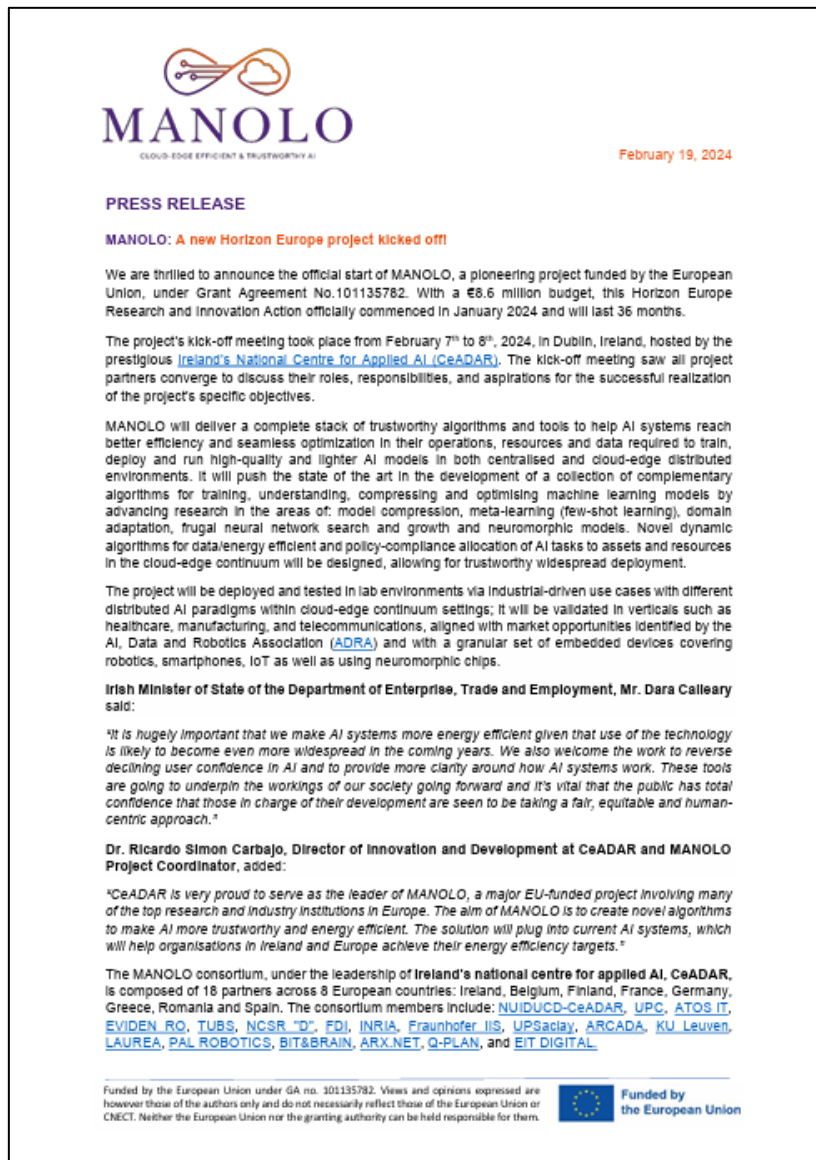 MANOLO
CLOUD-EDGE EFFICIENT & TRUSTWORTHY AI
February 19, 2024
PRESS RELEASE
MANOLO: A new Horizon Europe project kicked off!
We are thrilled to announce the official start of MANOLO, a pioneering project funded by the European
Union, under Grant Agreement No.101135782. With a €8.6 million budget, this Horizon Europe
Research and Innovation Action officially commenced in January 2024 and will last 36 months.
The project's kick-off meeting took place from February 7th to 8th, 2024, in Dublin, Ireland, hosted by the
prestigious Ireland's National Centre for Applied AI (CeADAR). The kick-off meeting saw all project
partners converge to discuss their roles, responsibilities, and aspirations for the successful realization
of the project's specific objectives.
MANOLO will deliver a complete stack of trustworthy algorithms and tools to help AI systems reach
better efficiency and seamless optimization in their operations, resources and data required to train,
deploy and run high-quality and lighter AI models in both centralised and cloud-edge distributed
environments. It will push the state of the art in the development of a collection of complementary
algorithms for training, understanding, compressing and optimising machine learning models by
advancing research in the areas of: model compression, meta-learning (few-shot learning), domain
adaptation, frugal neural network search and growth and neuromorphic models. Novel dynamic
algorithms for data/energy efficient and policy-compliance allocation of AI tasks to assets and resources
in the cloud-edge continuum will be designed, allowing for trustworthy widespread deployment.
The project will be deployed and tested in lab environments via industrial-driven use cases with different
distributed AI paradigms within cloud-edge continuum settings; it will be validated in verticals such as
healthcare, manufacturing, and telecommunications, aligned with market opportunities identified by the
AI, Data and Robotics Association (ADRA) and with a granular set of embedded devices covering
robotics, smartphones, IoT as well as using neuromorphic chips.
Irish Minister of State of the Department of Enterprise, Trade and Employment, Mr. Dara Calleary
said:
"It is hugely important that we make AI systems more energy efficient given that use of the technology
is likely to become even more widespread in the coming years. We also welcome the work to reverse
declining user confidence in AI and to provide more clarity around how AI systems work. These tools
are going to underpin the workings of our society going forward and it's vital that the public has total
confidence that those in charge of their development are seen to be taking a fair, equitable and human-
centric approach."
Dr. Ricardo Simon Carbajo, Director of Innovation and Development at CeADAR and MANOLO
Project Coordinator, added:
"CeADAR is very proud to serve as the leader of MANOLO, a major EU-funded project involving many
of the top research and industry institutions in Europe. The aim of MANOLO is to create novel algorithms
to make AI more trustworthy and energy efficient. The solution will plug into current AI systems, which
will help organisations in Ireland and Europe achieve their energy efficiency targets."
The MANOLO consortium, under the leadership of Ireland's national centre for applied AI, CeADAR,
is composed of 18 partners across 8 European countries: Ireland, Belgium, Finland, France, Germany,
Greece, Romania and Spain. The consortium members include: NUIDUCD-CeADAR, UPC, ATOS IT,
EVIDEN RO, TUBS, NCSR "D", FDI, INRIA, Fraunhofer IIS, UPSaclay, ARCADA, KU Leuven,
LAUREA, PAL ROBOTICS, BIT&BRAIN, ARX.NET, Q-PLAN, and EIT DIGITAL.
Funded by the European Union under GA no. 101135782. Views and opinions expressed are
however those of the authors only and do not necessarily reflect those of the European Union or
CNECT. Neither the European Union nor the granting authority can be held responsible for them.
Funded by
the European Union